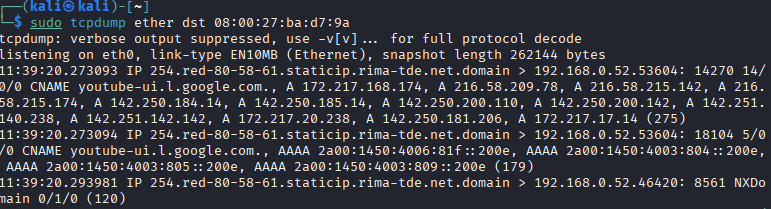 ┌──(kali㉿kali)-[~]
└─$ sudo tcpdump ether dst 08:00:27:ba:d7:9a
tcpdump: verbose output suppressed, use -v[v]... for full protocol decode
listening on eth0, link-type EN10MB (Ethernet), snapshot length 262144 bytes
11:39:20.273093 IP 254.red-80-58-61.staticip.rima-tde.net.domain > 192.168.0.52.53604: 14270 14/
0/0 CNAME youtube-ui.l.google.com., A 172.217.168.174, A 216.58.209.78, A 216.58.215.142, A 216.
58.215.174, A 142.250.184.14, A 142.250.185.14, A 142.250.200.110, A 142.250.200.142, A 142.251.
140.238, A 142.251.142.142, A 172.217.20.238, A 142.250.181.206, A 172.217.17.14 (275)
11:39:20.273094 IP 254.red-80-58-61.staticip.rima-tde.net.domain > 192.168.0.52.53604: 18104 5/0
/0 CNAME youtube-ui.l.google.com., AAAA 2a00:1450:4006:81f::200e, AAAA 2a00:1450:4003:804::200e,
 AAAA 2a00:1450:4003:805::200e, AAAA 2a00:1450:4003:809::200e (179)
11:39:20.293981 IP 254.red-80-58-61.staticip.rima-tde.net.domain > 192.168.0.52.46420: 8561 NXDo
main 0/1/0 (120)